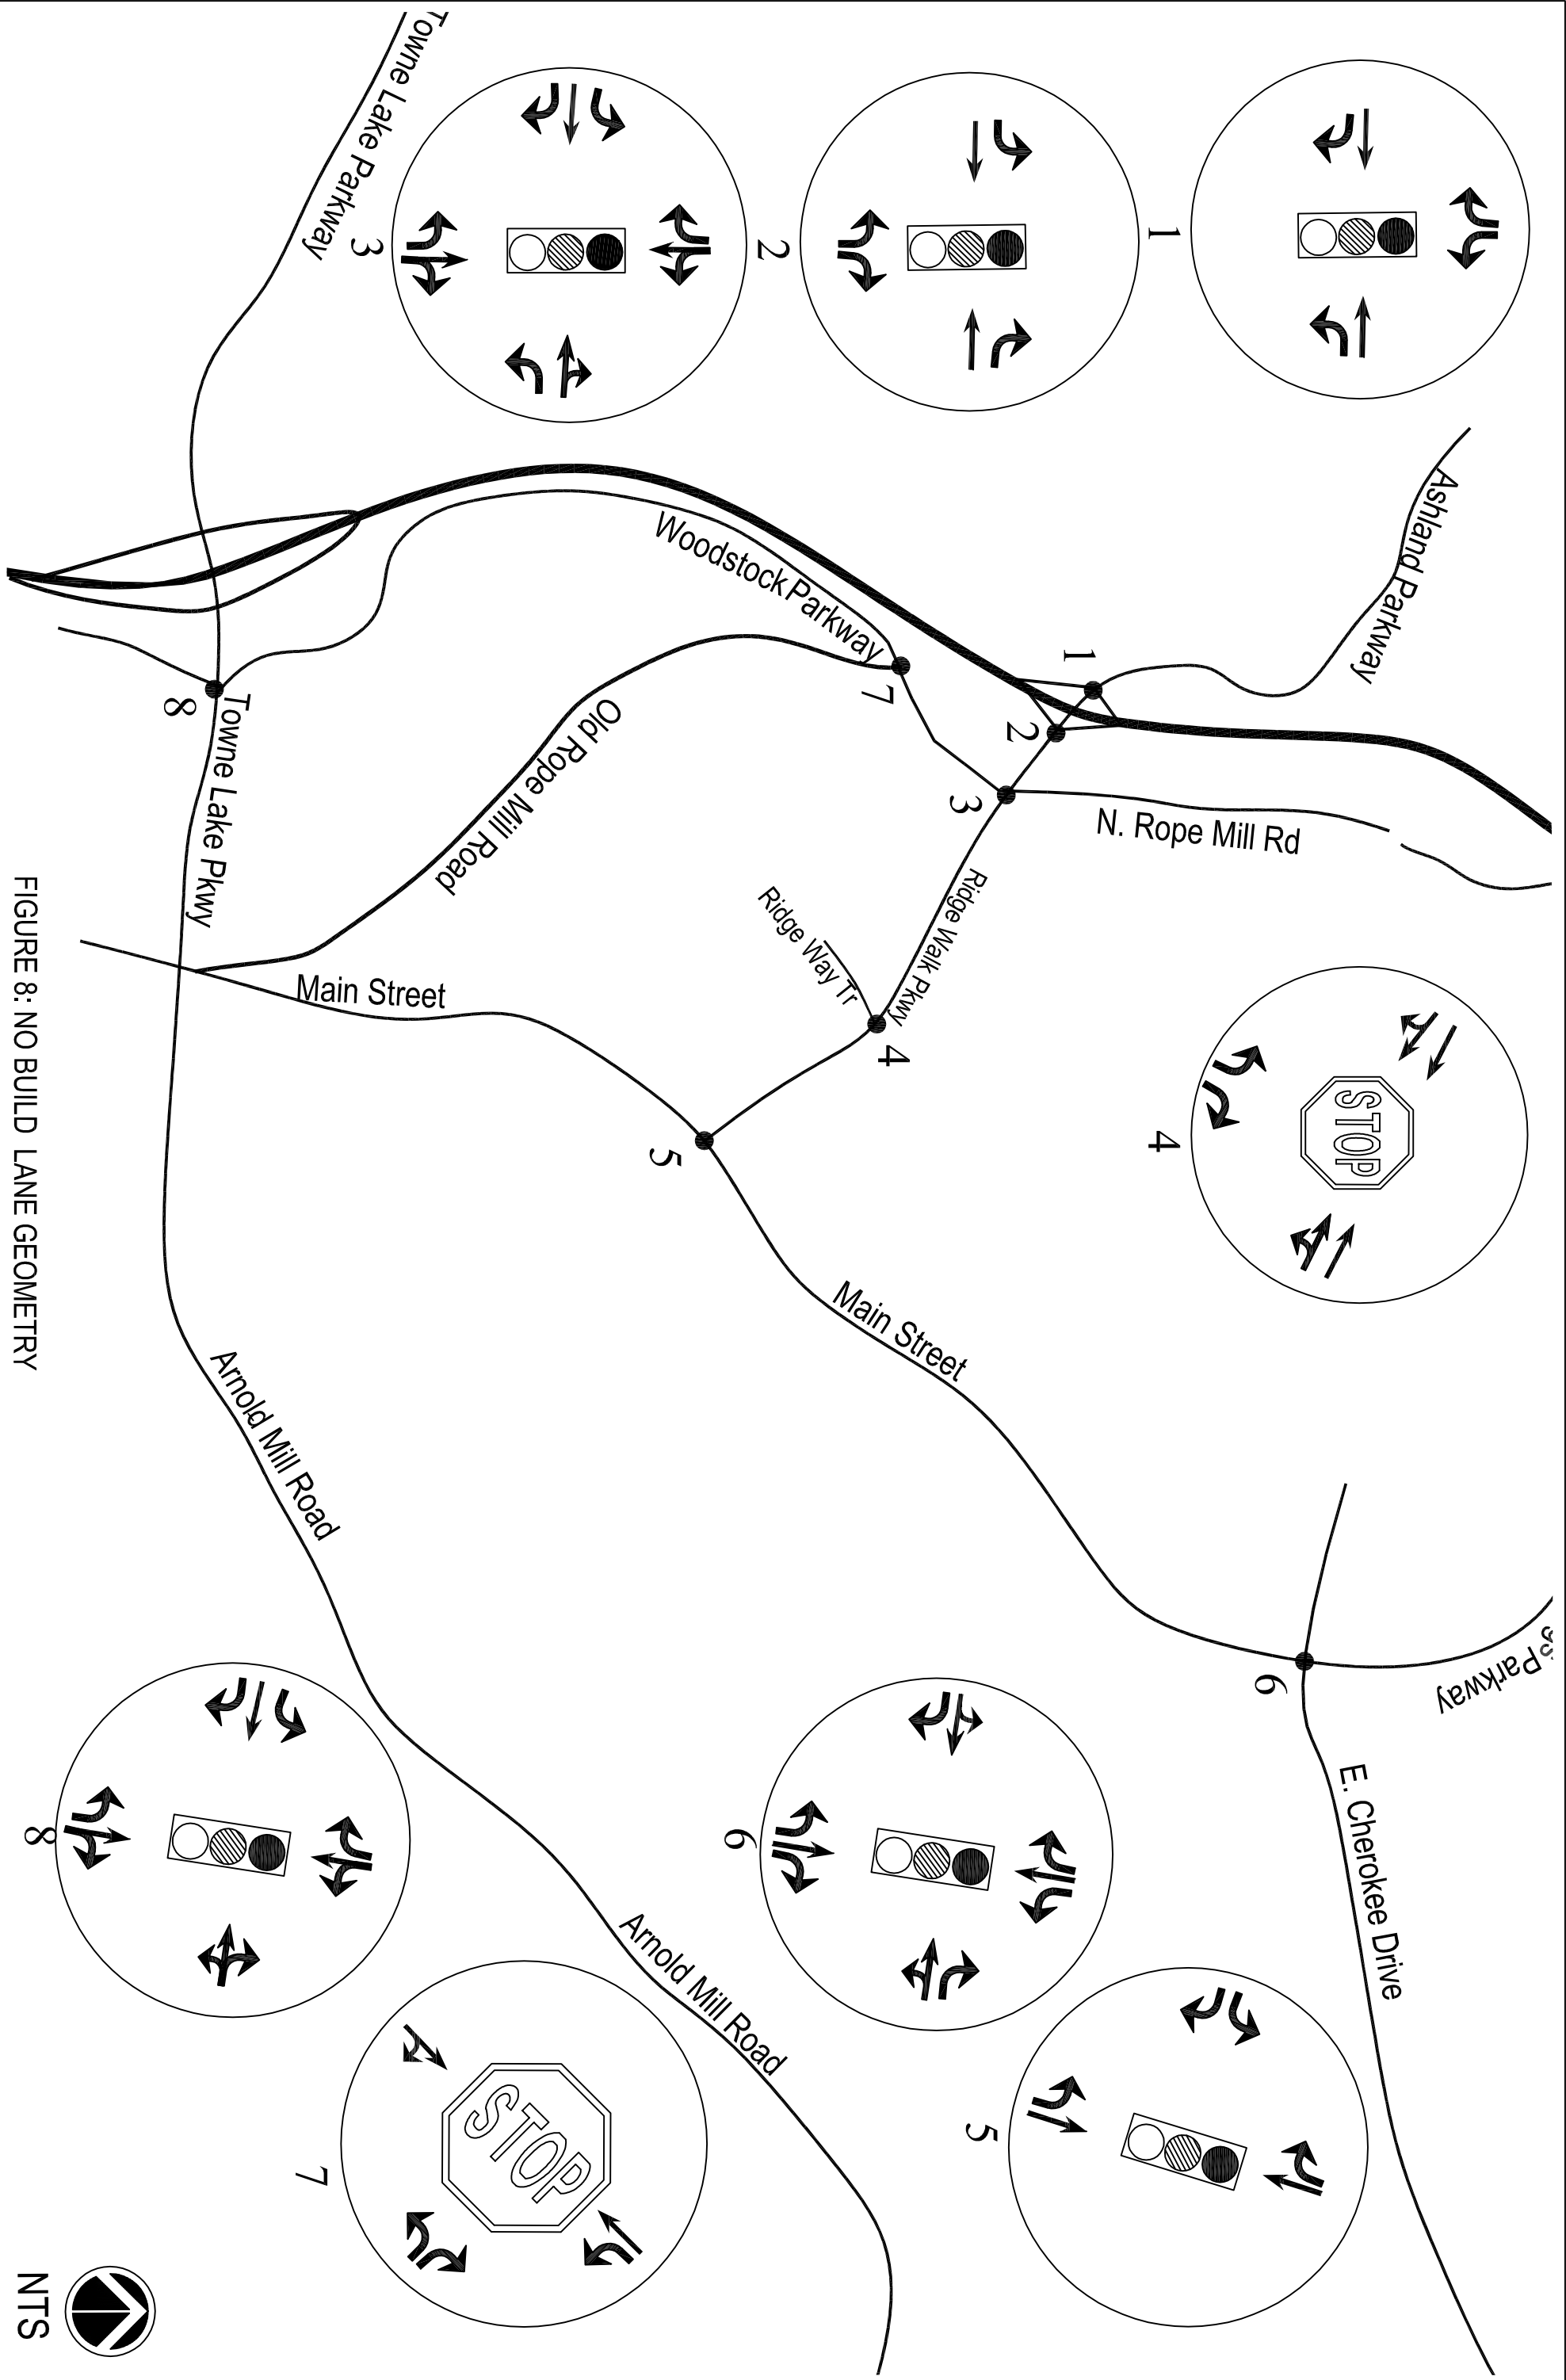 Ashland Parkway
1
1
2
N. Rope Mill Rd
2
3
3
Woodstock Parkway
7
Towne Lake Parkway
Old Rope Mill Road
Ridge Walk Pkwy
Ridge Way Tr
4
STOP
4
8
Towne Lake Pkwy
Main Street
5
Main Street
Parkway
6
E. Cherokee Drive
Arnold Mill Road
6
5
Arnold Mill Road
8
STOP
7
FIGURE 8: NO BUILD LANE GEOMETRY
NTS